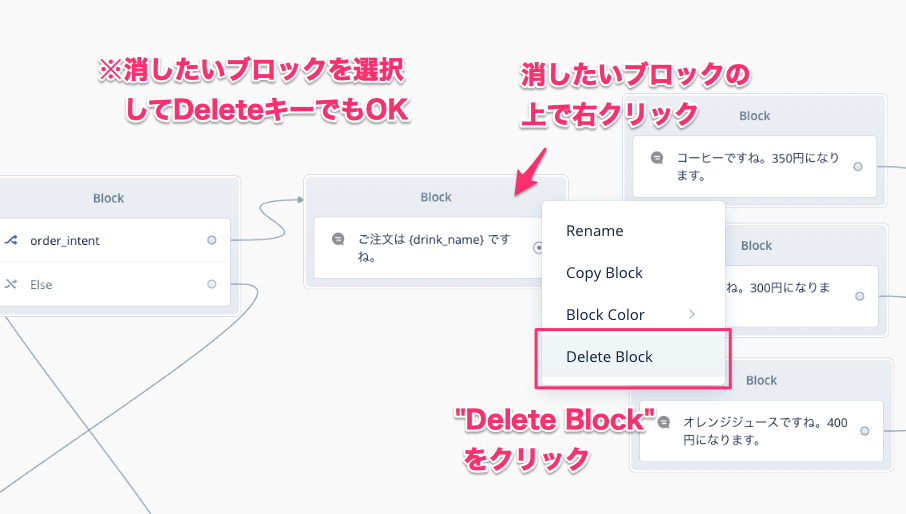 ※消したいブロックを選択
してDeleteキーでもOK
消したいブロックの
上で右クリック
Block
order_intent
Else
Block
ご注文は {drink_name} です
ね。
Block
コーヒーですね。350円になり
ます。
Rename
Copy Block
Block Color
Delete Block
Block
ね。300円になりま
Block
オレンジジュースですね。400
円になります。
"Delete Block"
をクリック